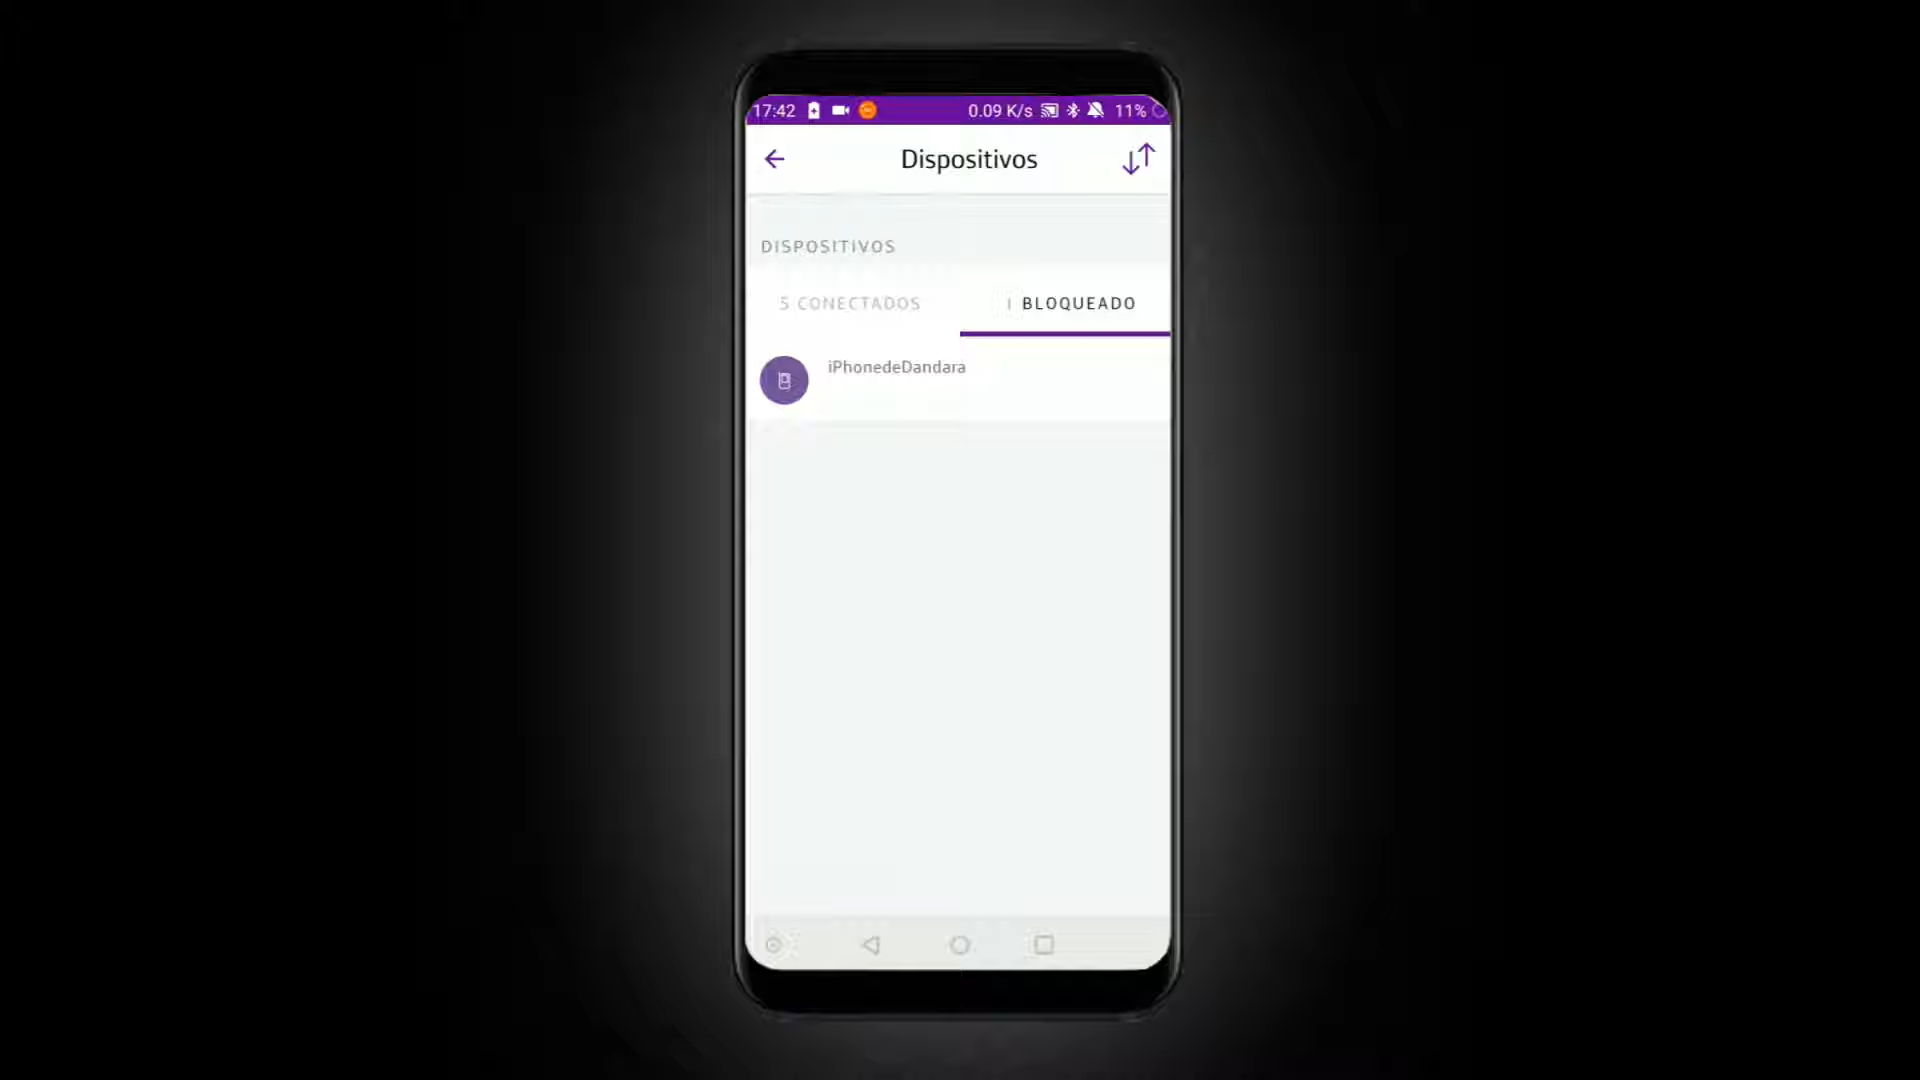 17:42 0.09 K/s 11%
Dispositivos
DISPOSITIVOS
5 CONECTADOS 1 BLOQUEADO
iPhonedeDandara